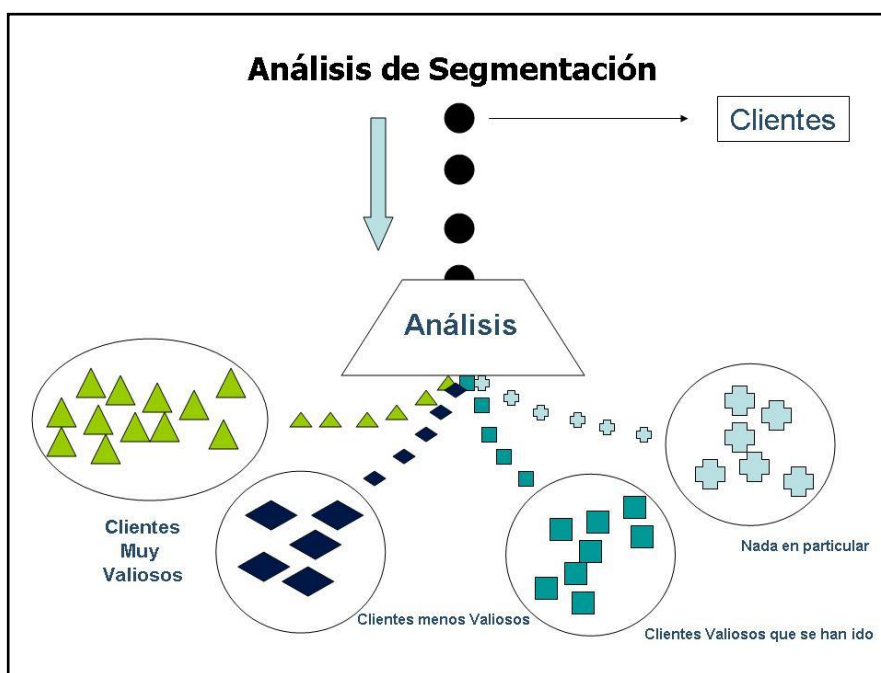 Análisis de Segmentación
Clientes
Análisis
Clientes
Muy
Valiosos
Clientes menos Valiosos
Clientes Valiosos que se han ido
Nada en particular